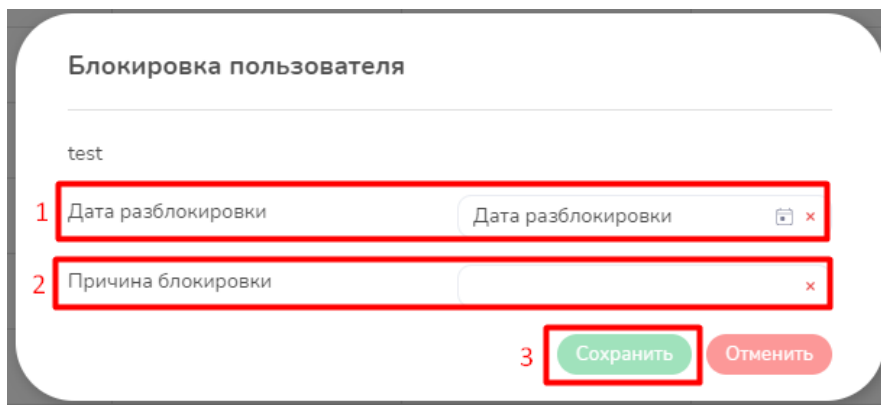 Блокировка пользователя
test
1 Дата разблокировки Дата разблокировки ×
2 Причина блокировки ×
3 Сохранить Отменить